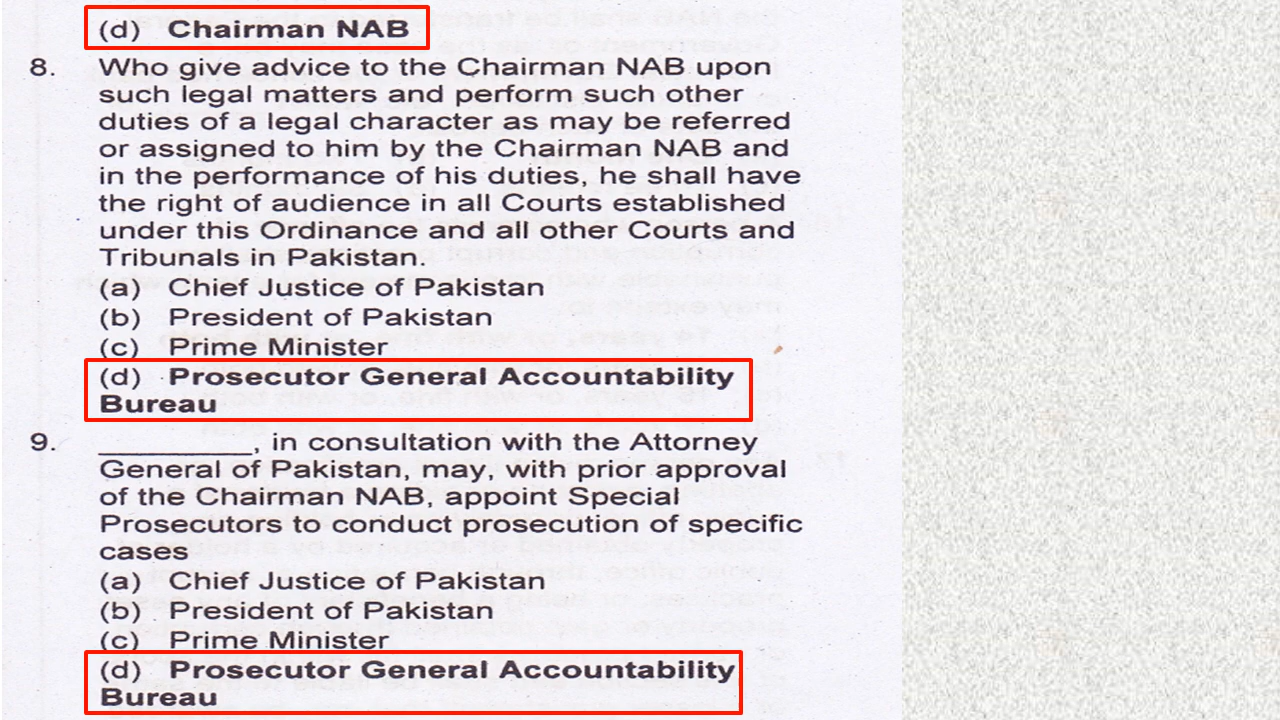 (d) Chairman NAB
8. Who give advice to the Chairman NAB upon
such legal matters and perform such other
duties of a legal character as may be referred
or assigned to him by the Chairman NAB and
in the performance of his duties, he shall have
the right of audience in all Courts established
under this Ordinance and all other Courts and
Tribunals in Pakistan.
(a) Chief Justice of Pakistan
(b) President of Pakistan
(c) Prime Minister
(d) Prosecutor General Accountability
Bureau
9. _________, in consultation with the Attorney
General of Pakistan, may, with prior approval
of the Chairman NAB, appoint Special
Prosecutors to conduct prosecution of specific
cases
(a) Chief Justice of Pakistan
(b) President of Pakistan
(c) Prime Minister
(d) Prosecutor General Accountability
Bureau